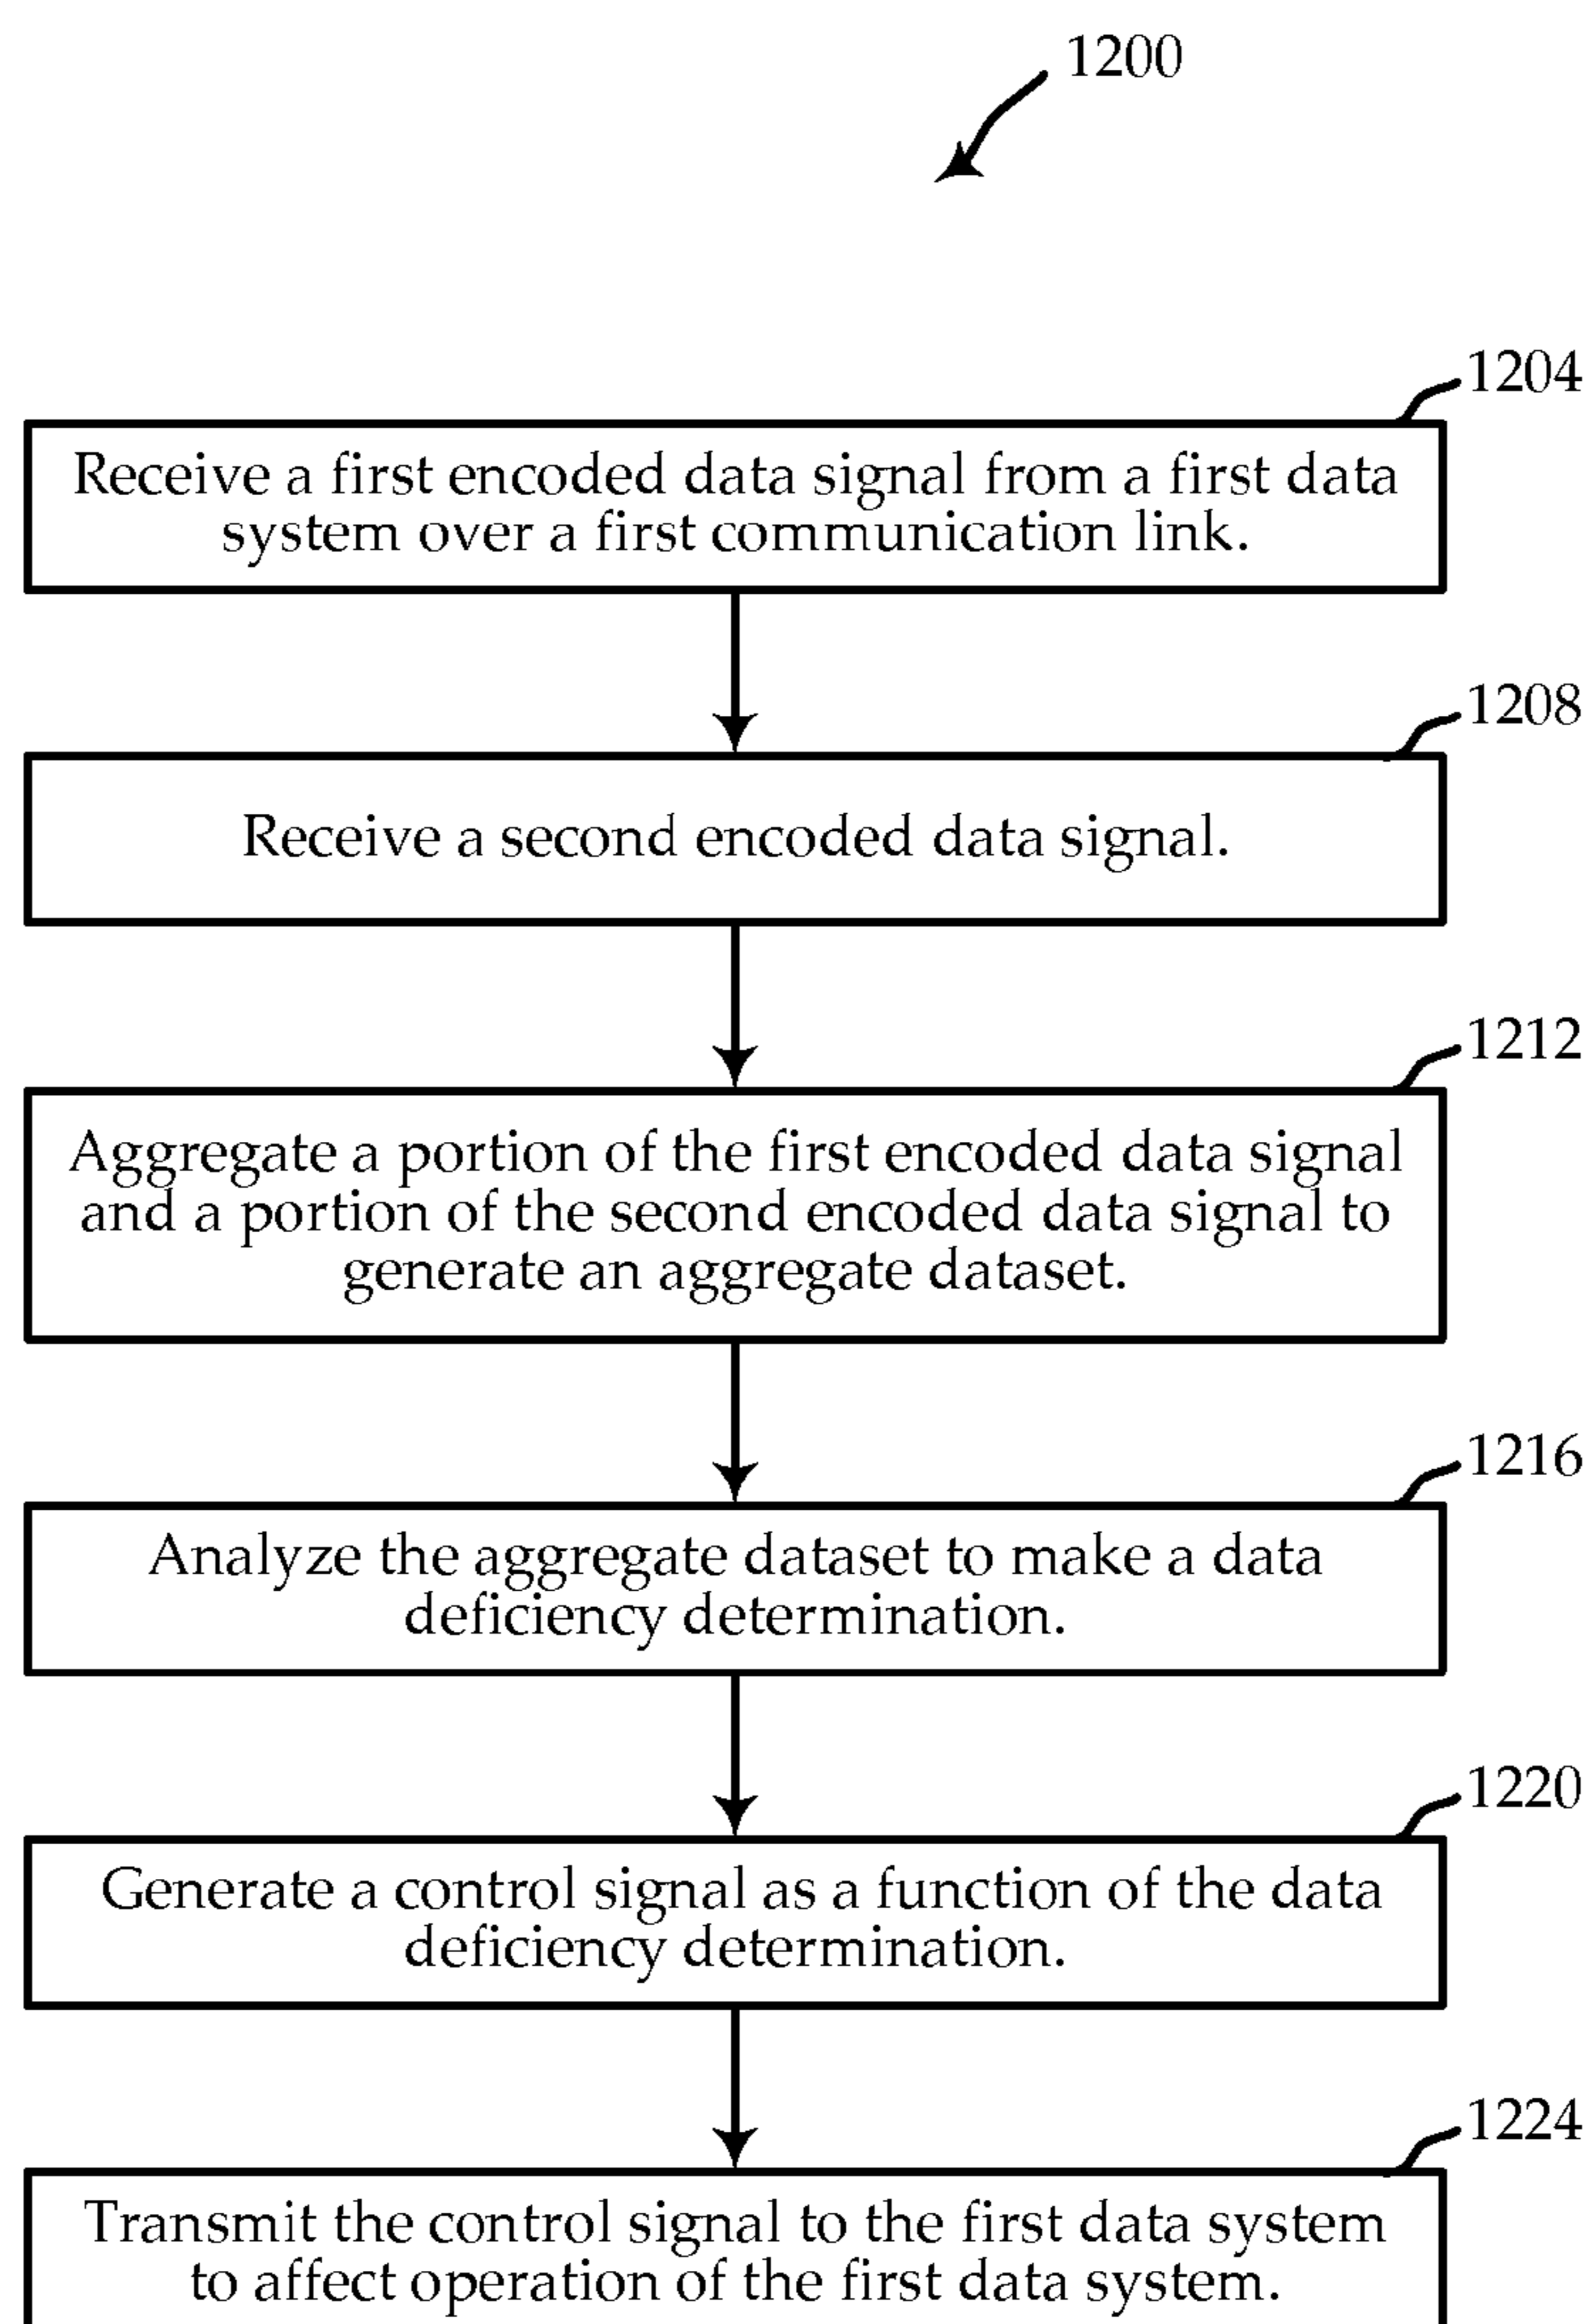 1200
1204
Receive a first encoded data signal from a first data
system over a first communication link.
1208
Receive a second encoded data signal.
1212
Aggregate a portion of the first encoded data signal
and a portion of the second encoded data signal to
generate an aggregate dataset.
1216
Analyze the aggregate dataset to make a data
deficiency determination.
1220
Generate a control signal as a function of the data
deficiency determination.
1224
Transmit the control signal to the first data system
to affect operation of the first data system.